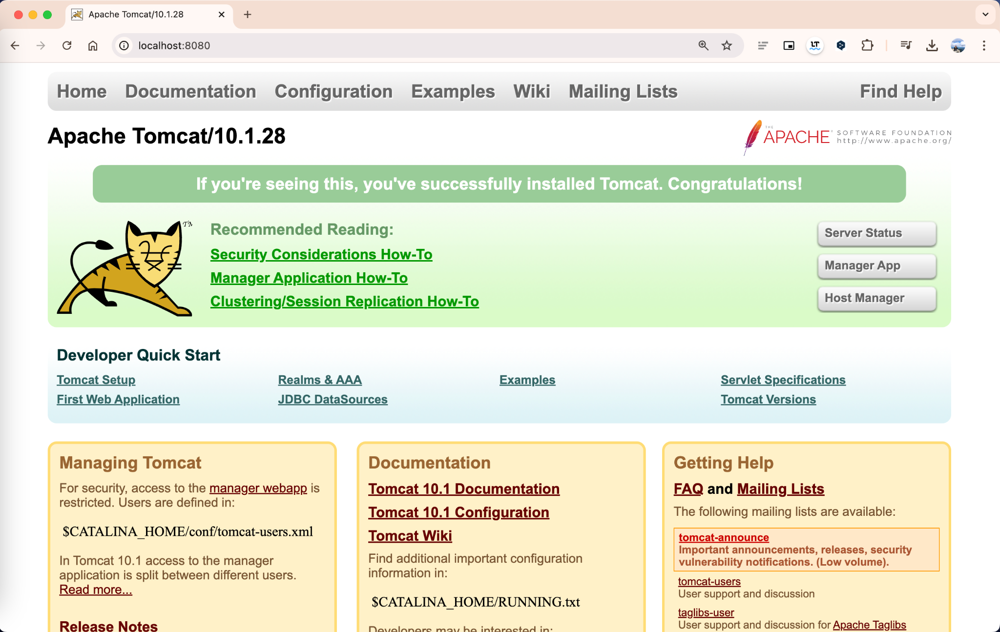 Apache Tomcat/10.1.28
localhost:8080
LT
Home Documentation Configuration Examples Wiki Mailing Lists Find Help
Apache Tomcat/10.1.28
THE
APACHE SOFTWARE FOUNDATION
http://www.apache.org/
If you're seeing this, you've successfully installed Tomcat. Congratulations!
TM
Recommended Reading:
Security Considerations How-To
Manager Application How-To
Clustering/Session Replication How-To
Server Status
Manager App
Host Manager
Developer Quick Start
Tomcat Setup
First Web Application
Realms & AAA
JDBC DataSources
Examples
Servlet Specifications
Tomcat Versions
Managing Tomcat
For security, access to the manager webapp is
restricted. Users are defined in:
$CATALINA_HOME/conf/tomcat-users.xml
In Tomcat 10.1 access to the manager
application is split between different users.
Read more...
Release Notes
Documentation
Tomcat 10.1 Documentation
Tomcat 10.1 Configuration
Tomcat Wiki
Find additional important configuration
information in:
$CATALINA_HOME/RUNNING.txt
Developers may be interested in:
Getting Help
FAQ and Mailing Lists
The following mailing lists are available:
tomcat-announce
Important announcements, releases, security
vulnerability notifications. (Low volume).
tomcat-users
User support and discussion
taglibs-user
User support and discussion for Apache Taglibs